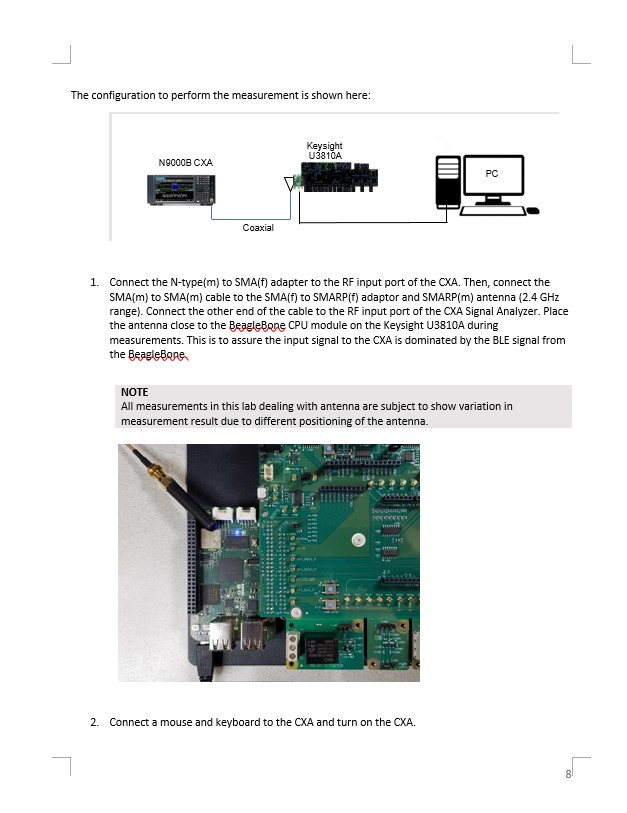 The configuration to perform the measurement is shown here:
Keysight
U3810A
N9000B CXA
PC
Coaxial
1. Connect the N-type(m) to SMA(f) adapter to the RF input port of the CXA. Then, connect the
SMA(m) to SMA(m) cable to the SMA(f) to SMARP(f) adaptor and SMARP(m) antenna (2.4 GHz
range). Connect the other end of the cable to the RF input port of the CXA Signal Analyzer. Place
the antenna close to the BeagleBone CPU module on the Keysight U3810A during
measurements. This is to assure the input signal to the CXA is dominated by the BLE signal from
the BeagleBone.
NOTE
All measurements in this lab dealing with antenna are subject to show variation in
measurement result due to different positioning of the antenna.
2. Connect a mouse and keyboard to the CXA and turn on the CXA.
8